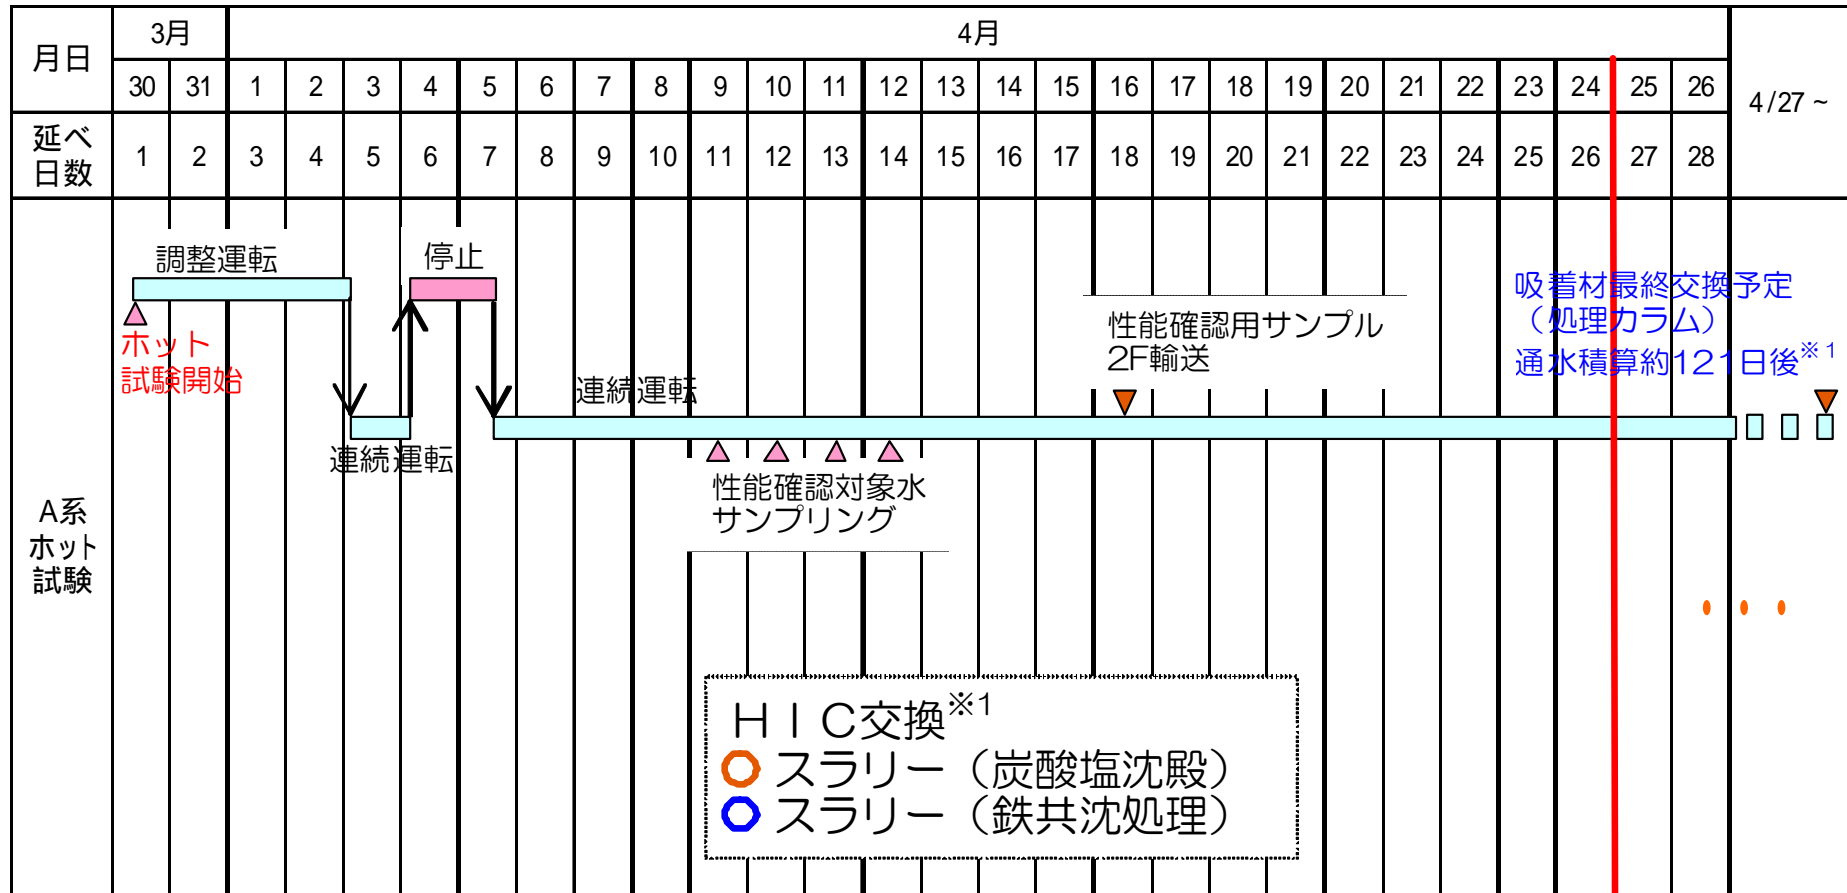 月日
3月
4月
4/27 ~
30 31 1 2 3 4 5 6 7 8 9 10 11 12 13 14 15 16 17 18 19 20 21 22 23 24 25 26
延べ
日数
1 2 3 4 5 6 7 8 9 10 11 12 13 14 15 16 17 18 19 20 21 22 23 24 25 26 27 28
A系
ホット
試験
調整運転
停止
ホット
試験開始
連続運転
連続運転
性能確認対象水
サンプリング
性能確認用サンプル
2F輸送
吸着材最終交換予定
（処理カラム）
通水積算約121日後※1
ＨＩＣ交換※1
スラリー（炭酸塩沈殿）
スラリー（鉄共沈処理）